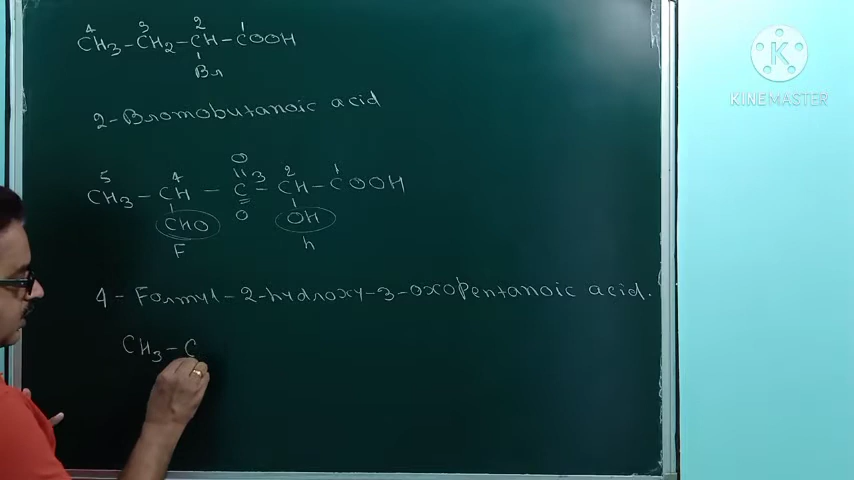 4 3 2 1
CH3-CH2-CH-COOH
Br
2-Bromobutanoic acid
O
5 4 || 3 2 1
CH3-CH-C-CH-COOH
=
CHO O OH
F h
4-Formyl-2-hydroxy-3-oxopentanoic acid.
CH3-C
K
KINEMASTER